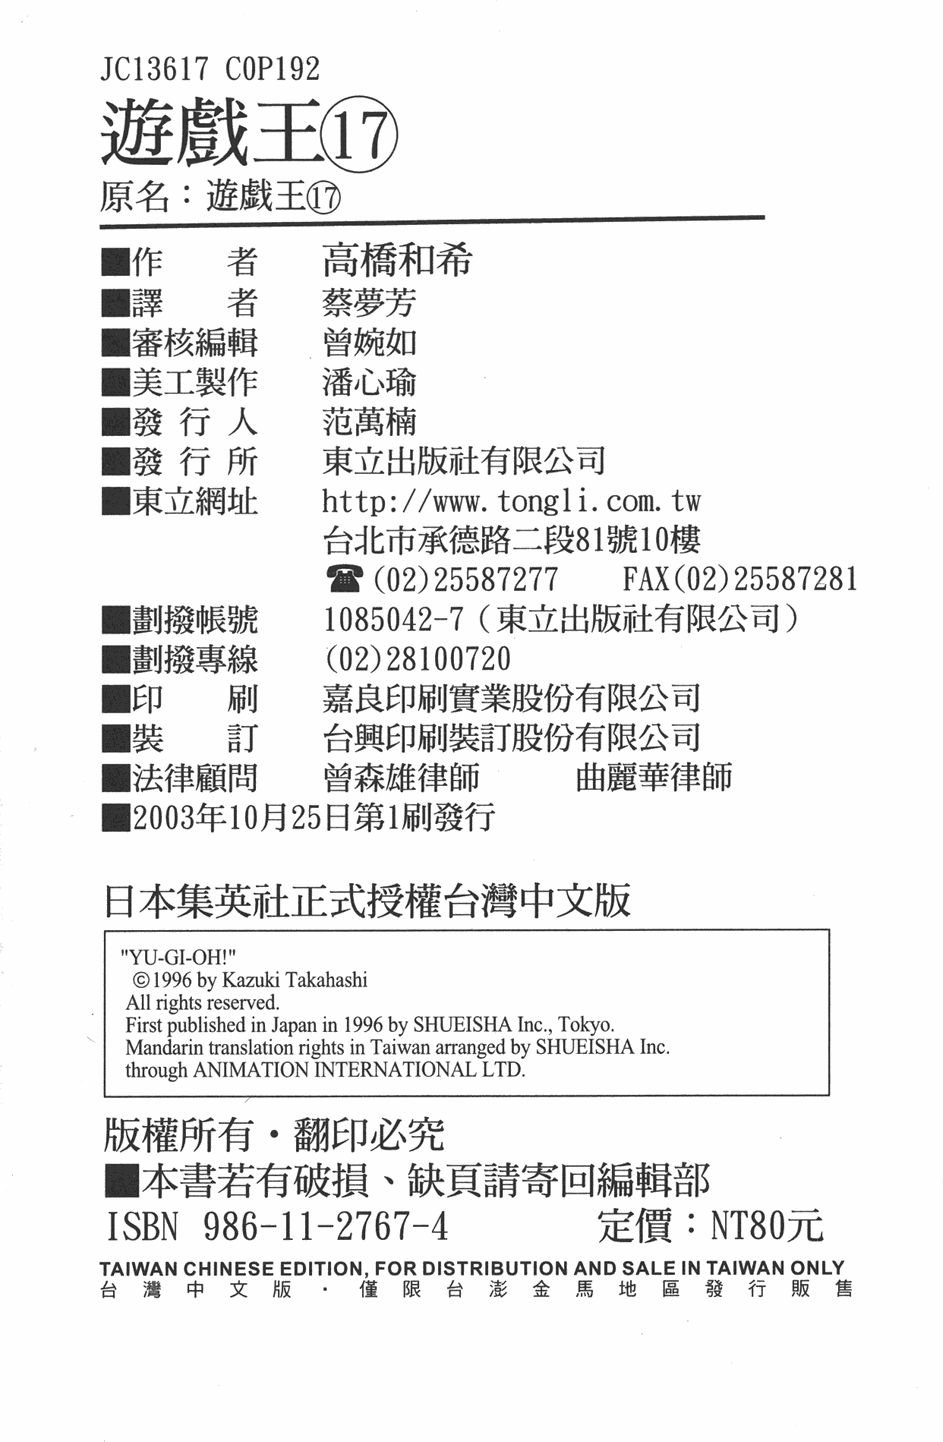 JC13617 COP192
遊戲王⑰
原名：遊戯王⑰
■作　　者　高橋和希
■譯　　者　蔡夢芳
■審核編輯　曾婉如
■美工製作　潘心瑜
■發 行 人　范萬楠
■發 行 所　東立出版社有限公司
■東立網址　http://www.tongli.com.tw
台北市承德路二段81號10樓
☎(02)25587277　FAX(02)25587281
■劃撥帳號　1085042-7（東立出版社有限公司）
■劃撥專線　(02)28100720
■印　　刷　嘉良印刷實業股份有限公司
■裝　　訂　台興印刷裝訂股份有限公司
■法律顧問　曾森雄律師　曲麗華律師
■2003年10月25日第1刷發行
日本集英社正式授權台灣中文版
"YU-GI-OH!"
©1996 by Kazuki Takahashi
All rights reserved.
First published in Japan in 1996 by SHUEISHA Inc., Tokyo.
Mandarin translation rights in Taiwan arranged by SHUEISHA Inc.
through ANIMATION INTERNATIONAL LTD.
版權所有・翻印必究
■本書若有破損、缺頁請寄回編輯部
ISBN 986-11-2767-4　定價：NT80元
TAIWAN CHINESE EDITION, FOR DISTRIBUTION AND SALE IN TAIWAN ONLY
台灣中文版・僅限台澎金馬地區發行販售